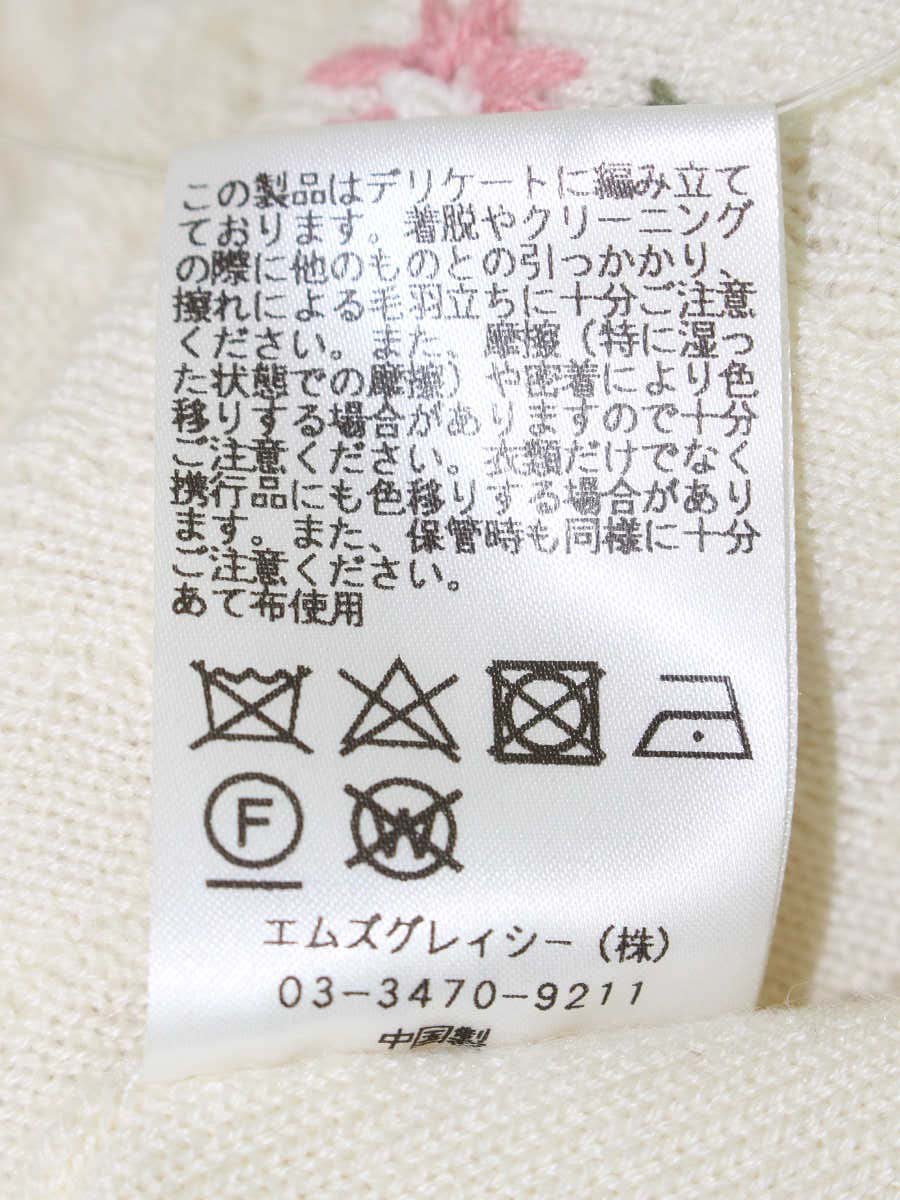 この製品はデリケートに編み立て
ております。着脱やクリーニング
の際に他のものとの引っかかり、
擦れによる毛羽立ちに十分ご注意
ください。また、摩擦（特に湿っ
た状態での摩擦）や密着により色
移りする場合がありますので十分
ご注意ください。衣類だけでなく
携行品にも色移りする場合があり
ます。また、保管時も同様に十分
ご注意ください。
あて布使用
F
W
エムズグレイシー（株）
03-3470-9211
中国製